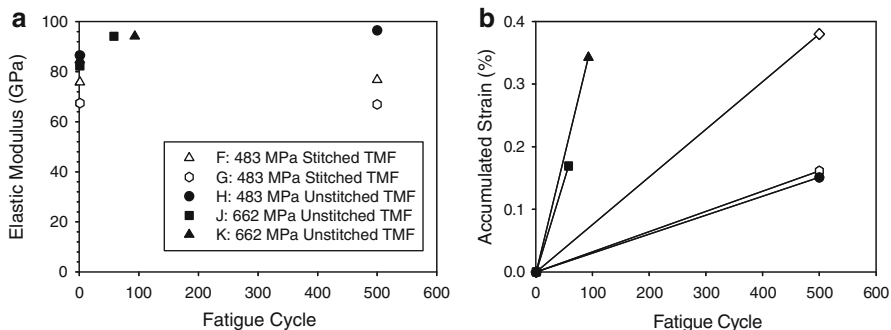 a
Elastic Modulus (GPa)
100
80
60
40
20
0
F: 483 MPa Stitched TMF
G: 483 MPa Stitched TMF
H: 483 MPa Unstitched TMF
J: 662 MPa Unstitched TMF
K: 662 MPa Unstitched TMF
0 100 200 300 400 500 600
Fatigue Cycle
b
Accumulated Strain (%)
0.4
0.3
0.2
0.1
0.0
0 100 200 300 400 500 600
Fatigue Cycle